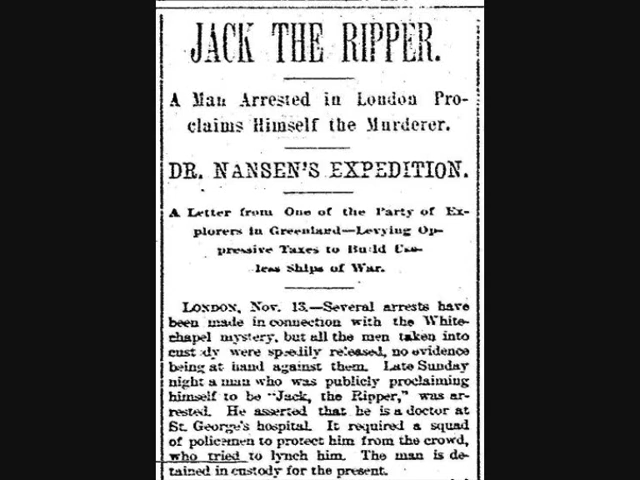 JACK THE RIPPER.
A Man Arrested in London Pro-
claims Himself the Murderer.
DR. NANSEN'S EXPEDITION.
A Letter from One of the Party of Ex-
plorers in Greenland—Levying Op-
pressive Taxes to Build Use-
less Ships of War.
LONDON, Nov. 13.—Several arrests have
been made in connection with the White-
chapel mystery, but all the men taken into
custody were speedily released, no evidence
being at hand against them. Late Sunday
night a man who was publicly proclaiming
himself to be "Jack, the Ripper," was ar-
rested. He asserted that he is a doctor at
St. George's hospital. It required a squad
of policemen to protect him from the crowd,
who tried to lynch him. The man is de-
tained in custody for the present.